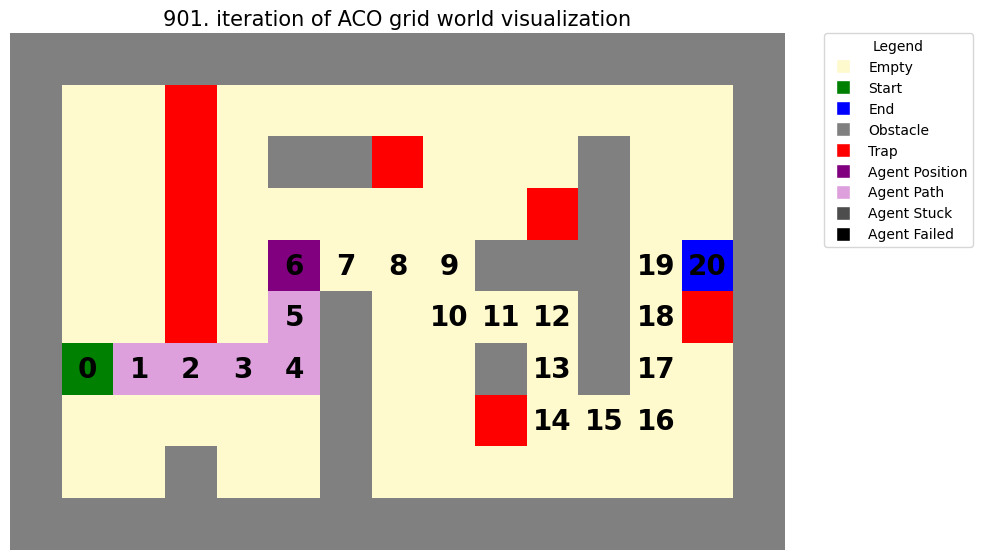 901. iteration of ACO grid world visualization
Legend
Empty
Start
End
Obstacle
Trap
Agent Position
Agent Path
Agent Stuck
Agent Failed
6 7 8 9 19 20
5 10 11 12 18
0 1 2 3 4 13 17
14 15 16